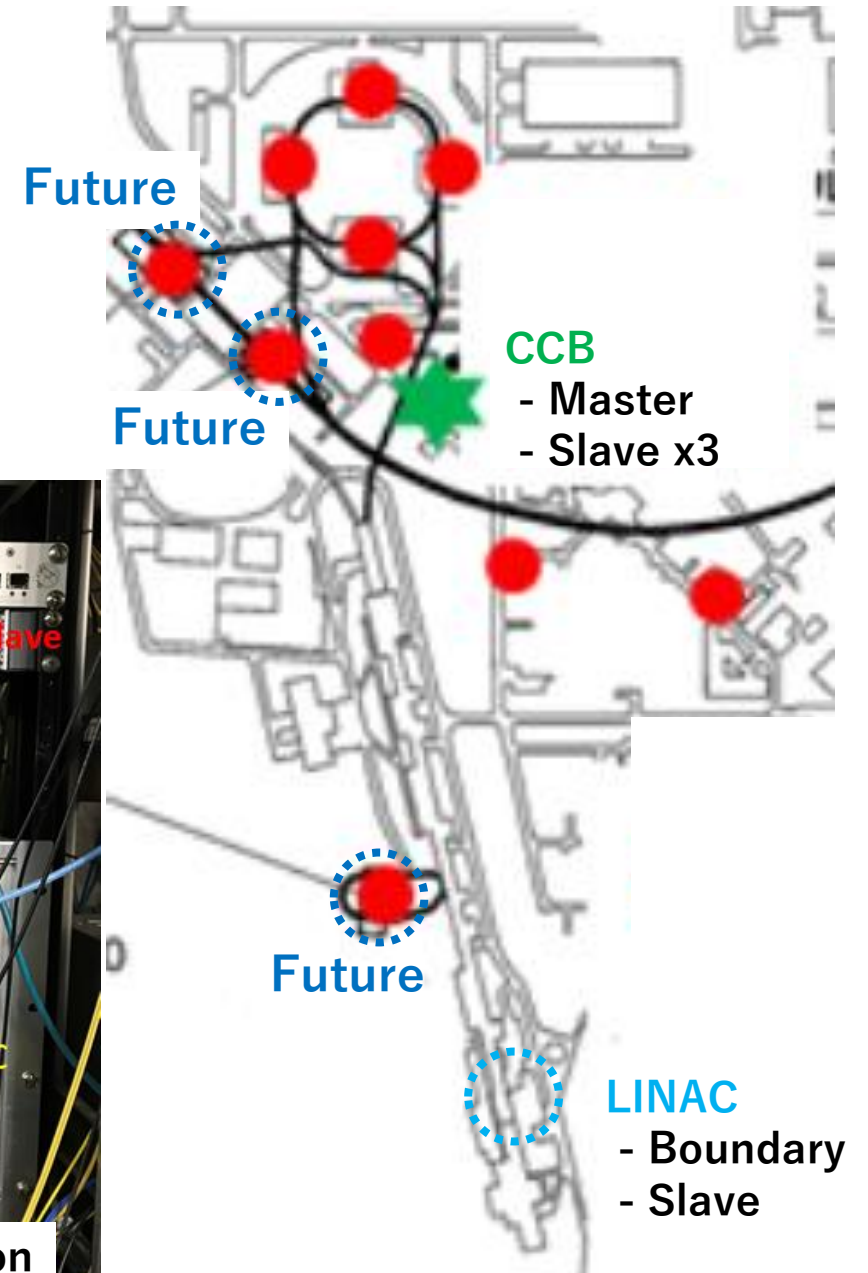 Future
CCB
- Master
- Slave x3
Future
Future
LINAC
- Boundary
- Slave